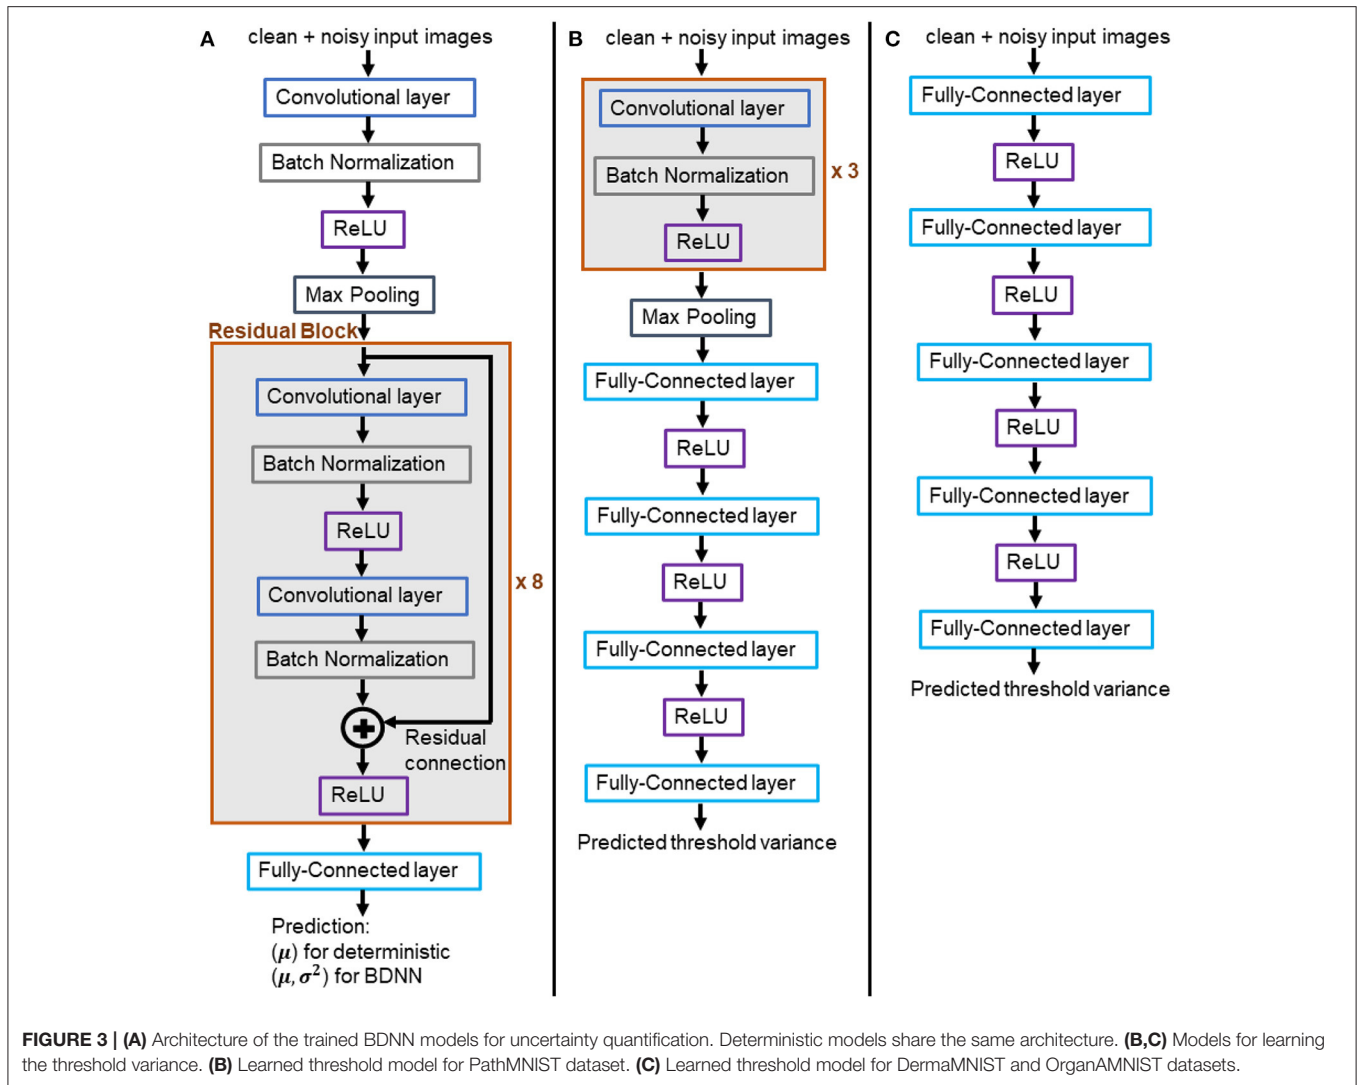 A
clean + noisy input images
Convolutional layer
Batch Normalization
ReLU
Max Pooling
Residual Block
Convolutional layer
Batch Normalization
ReLU
Convolutional layer
Batch Normalization
+
Residual
connection
ReLU
x 8
Fully-Connected layer
Prediction:
(μ) for deterministic
(μ, σ²) for BDNN
B
clean + noisy input images
Convolutional layer
Batch Normalization
ReLU
x 3
Max Pooling
Fully-Connected layer
ReLU
Fully-Connected layer
ReLU
Fully-Connected layer
ReLU
Fully-Connected layer
Predicted threshold variance
C
clean + noisy input images
Fully-Connected layer
ReLU
Fully-Connected layer
ReLU
Fully-Connected layer
ReLU
Fully-Connected layer
ReLU
Fully-Connected layer
Predicted threshold variance
FIGURE 3 | (A) Architecture of the trained BDNN models for uncertainty quantification. Deterministic models share the same architecture. (B,C) Models for learning
the threshold variance. (B) Learned threshold model for PathMNIST dataset. (C) Learned threshold model for DermaMNIST and OrganAMNIST datasets.